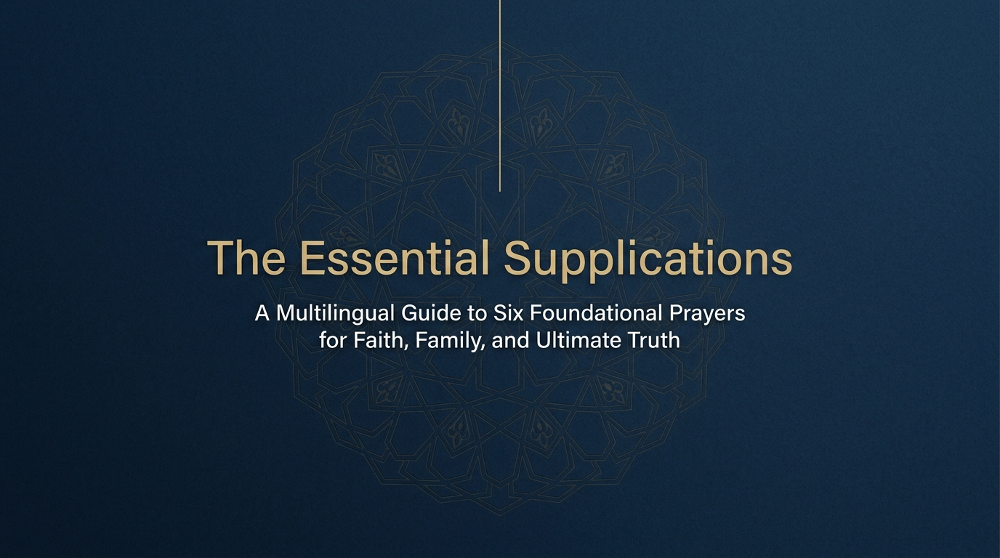 The Essential Supplications
A Multilingual Guide to Six Foundational Prayers
for Faith, Family, and Ultimate Truth